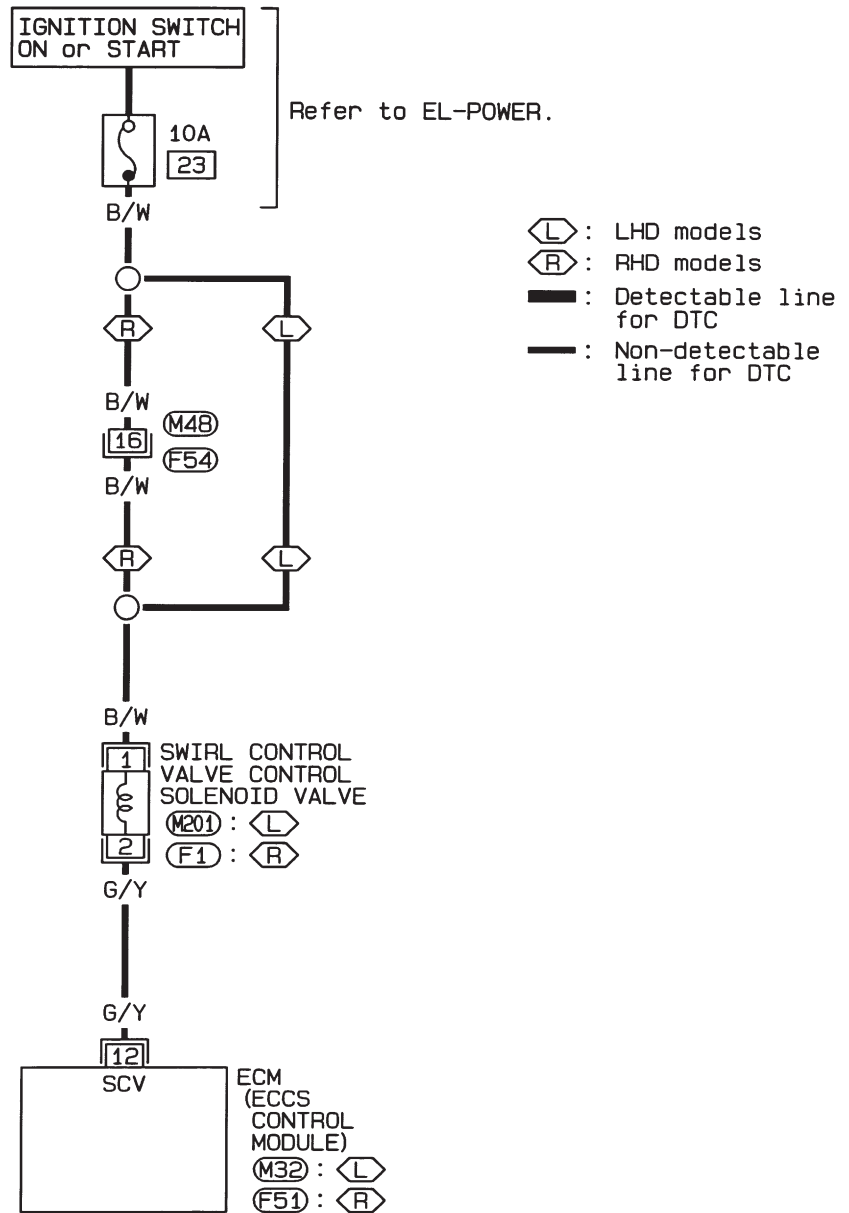 IGNITION SWITCH
ON or START
Refer to EL-POWER.
10A
23
B/W
L : LHD models
R : RHD models
: Detectable line
for DTC
: Non-detectable
line for DTC
R
L
B/W
16
M48
F54
B/W
R
L
B/W
1
SWIRL CONTROL
VALVE CONTROL
SOLENOID VALVE
M201 : L
2
F1 : R
G/Y
G/Y
12
SCV
ECM
(ECCS
CONTROL
MODULE)
M32 : L
F51 : R